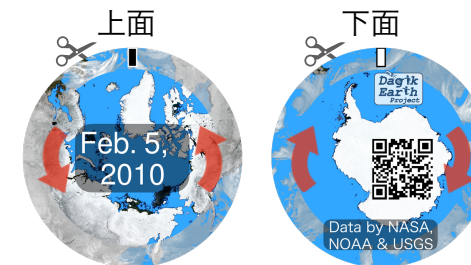 上面
下面
Feb. 5,
2010
Dagik
Earth
Project
Data by NASA,
NOAA & USGS